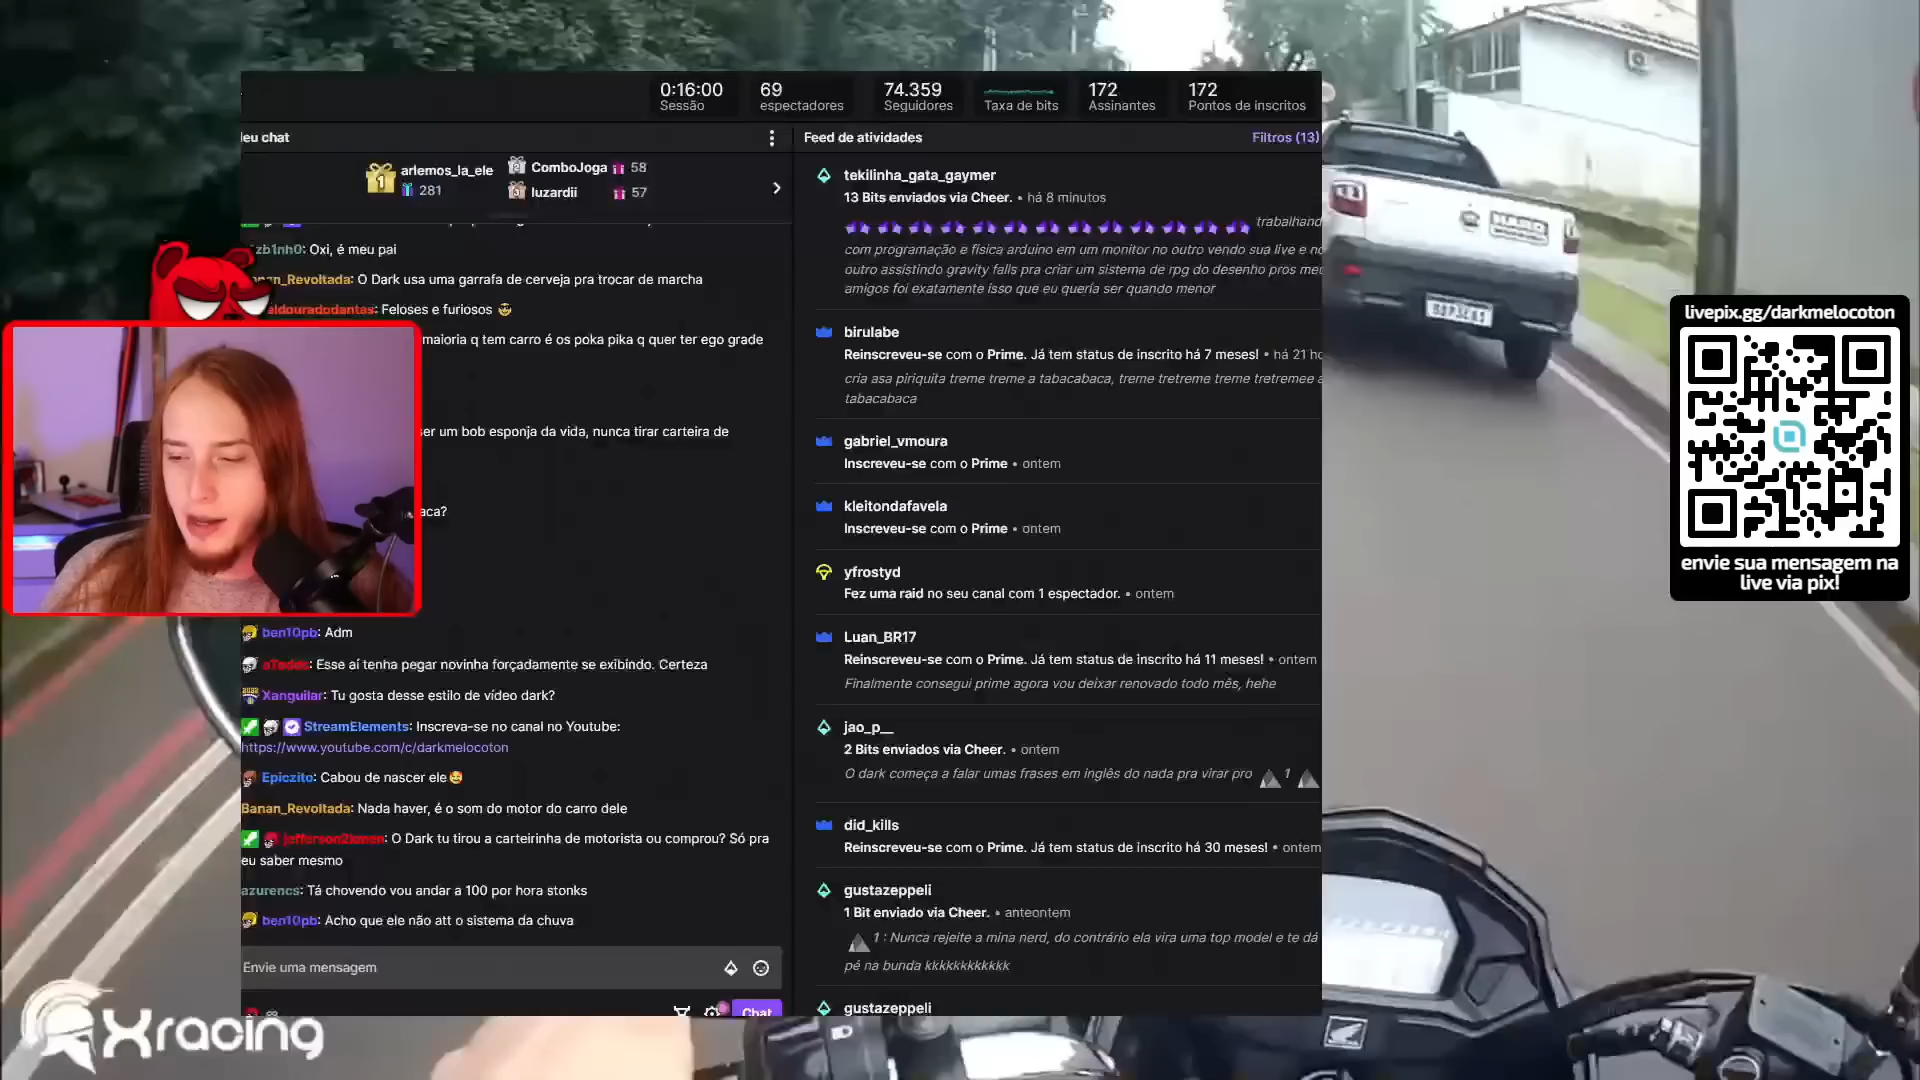 0:16:00
Sessão
69
espectadores
74.359
Seguidores
Taxa de bits
172
Assinantes
172
Pontos de inscritos
eu chat
arlemos_la_ele
281
ComboJoga 58
luzardii 57
zb1nh0: Oxi, é meu pai
Banan_Revoltada: O Dark usa uma garrafa de cerveja pra trocar de marcha
eldouradodantas: Feloses e furiosos 😎
maioria q tem carro é os poka pika q quer ter ego grade
ser um bob esponja da vida, nunca tirar carteira de
aca?
ben10pb: Adm
aTedds: Esse aí tenha pegar novinha forçadamente se exibindo. Certeza
Xanguilar: Tu gosta desse estilo de vídeo dark?
StreamElements: Inscreva-se no canal no Youtube:
https://www.youtube.com/c/darkmelocoton
Epiczito: Cabou de nascer ele
Banan_Revoltada: Nada haver, é o som do motor do carro dele
jefferson2kmen: O Dark tu tirou a carteirinha de motorista ou comprou? Só pra
eu saber mesmo
azurencs: Tá chovendo vou andar a 100 por hora stonks
ben10pb: Acho que ele não att o sistema da chuva
Envie uma mensagem
Chat
Feed de atividades
Filtros (13)
tekilinha_gata_gaymer
13 Bits enviados via Cheer. • há 8 minutos
trabalhand
com programação e física arduino em um monitor no outro vendo sua live e no
outro assistindo gravity falls pra criar um sistema de rpg do desenho pros meu
amigos foi exatamente isso que eu quería ser quando menor
birulabe
Reinscreveu-se com o Prime. Já tem status de inscrito há 7 meses! • há 21 ho
cria asa piriquita treme treme a tabacabaca, treme tretreme treme tretremee a
tabacabaca
gabriel_vmoura
Inscreveu-se com o Prime • ontem
kleitondafavela
Inscreveu-se com o Prime • ontem
yfrostyd
Fez uma raid no seu canal com 1 espectador. • ontem
Luan_BR17
Reinscreveu-se com o Prime. Já tem status de inscrito há 11 meses! • ontem
Finalmente consegui prime agora vou deixar renovado todo mês, hehe
jao_p__
2 Bits enviados via Cheer. • ontem
O dark começa a falar umas frases em inglês do nada pra virar pro 1
did_kills
Reinscreveu-se com o Prime. Já tem status de inscrito há 30 meses! • ontem
gustazeppeli
1 Bit enviado via Cheer. • anteontem
1 : Nunca rejeite a mina nerd, do contrário ela vira uma top model e te dá
pé na bunda kkkkkkkkkkkk
gustazeppeli
livepix.gg/darkmelocoton
envie sua mensagem na
live via pix!
Xracing